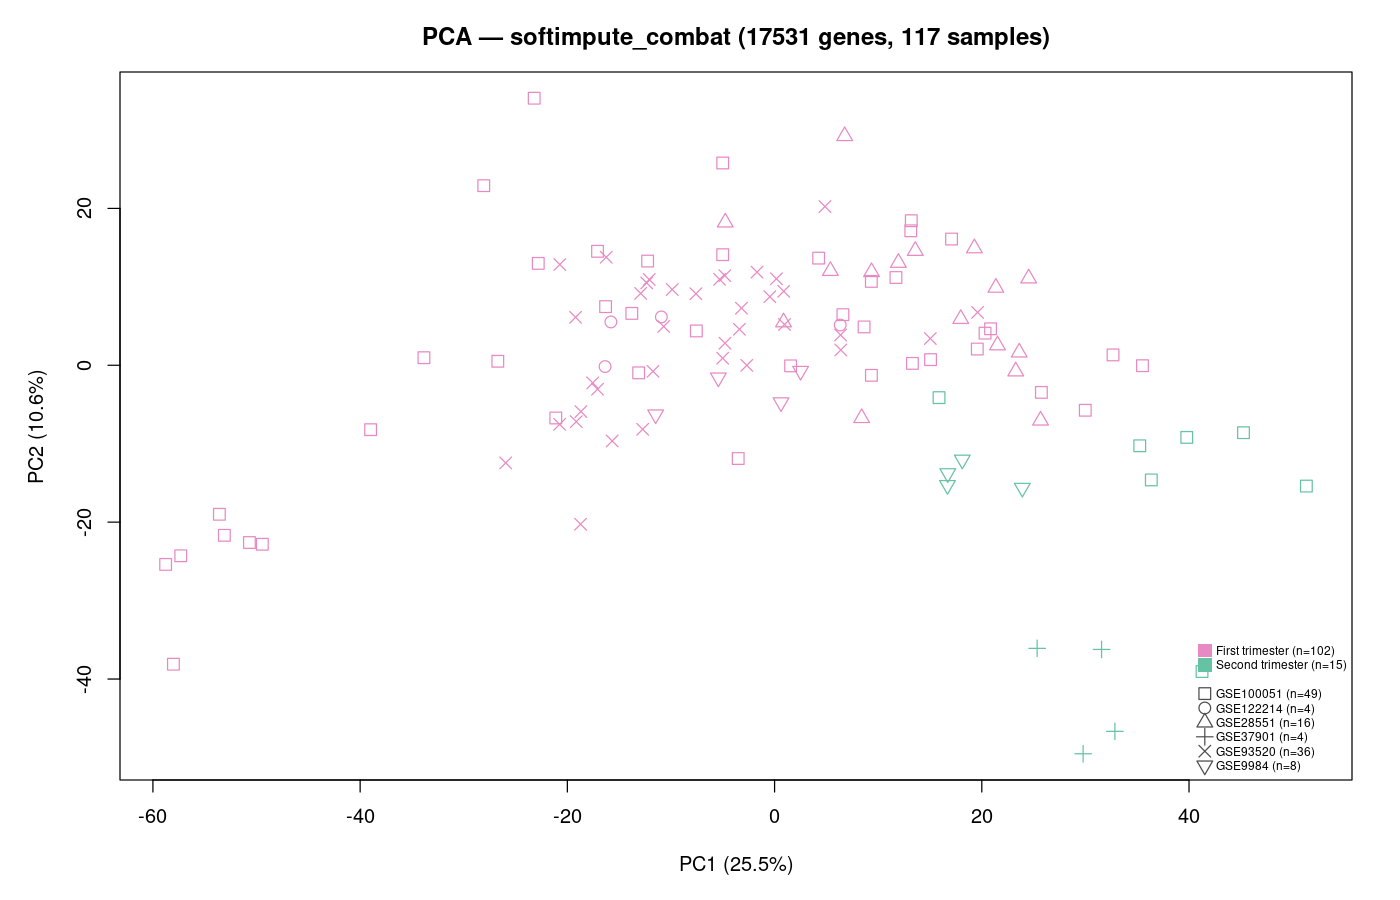 PCA — softimpute_combat (17531 genes, 117 samples)
20
0
-20
-40
PC2 (10.6%)
First trimester (n=102)
Second trimester (n=15)
GSE100051 (n=49)
GSE122214 (n=4)
GSE28551 (n=16)
GSE37901 (n=4)
GSE93520 (n=36)
GSE9984 (n=8)
-60 -40 -20 0 20 40
PC1 (25.5%)